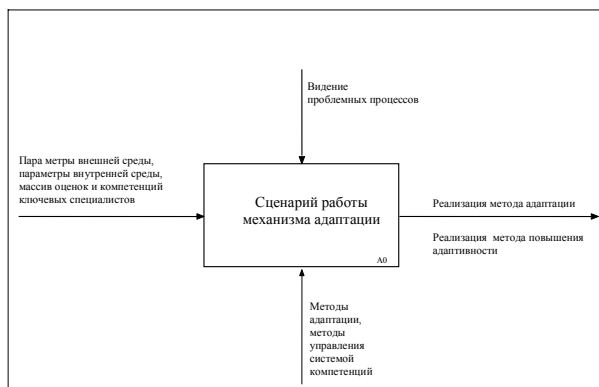 Видение
проблемных процессов
Пара метры внешней среды,
параметры внутренней среды,
массив оценок и компетенций
ключевых специалистов
Сценарий работы
механизма адаптации
A0
Реализация метода адаптации
Реализация метода повышения
адаптивности
Методы
адаптации,
методы
управления
системой
компетенций